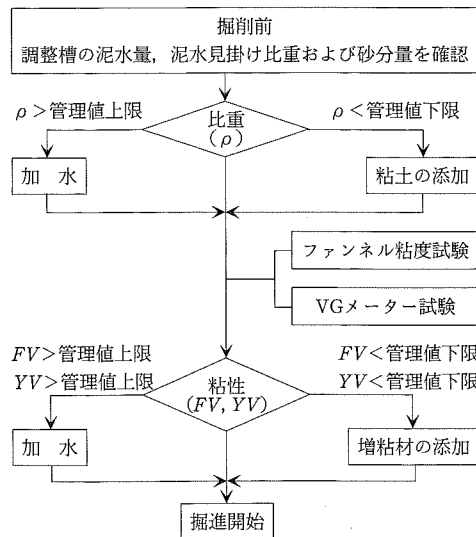 掘削前
調整槽の泥水量，泥水見掛け比重および砂分量を確認
ρ＞管理値上限
比重
(ρ)
ρ＜管理値下限
加　水
粘土の添加
ファンネル粘度試験
VGメーター試験
FV＞管理値上限
YV＞管理値上限
粘性
(FV, YV)
FV＜管理値下限
YV＜管理値下限
加　水
増粘材の添加
掘進開始